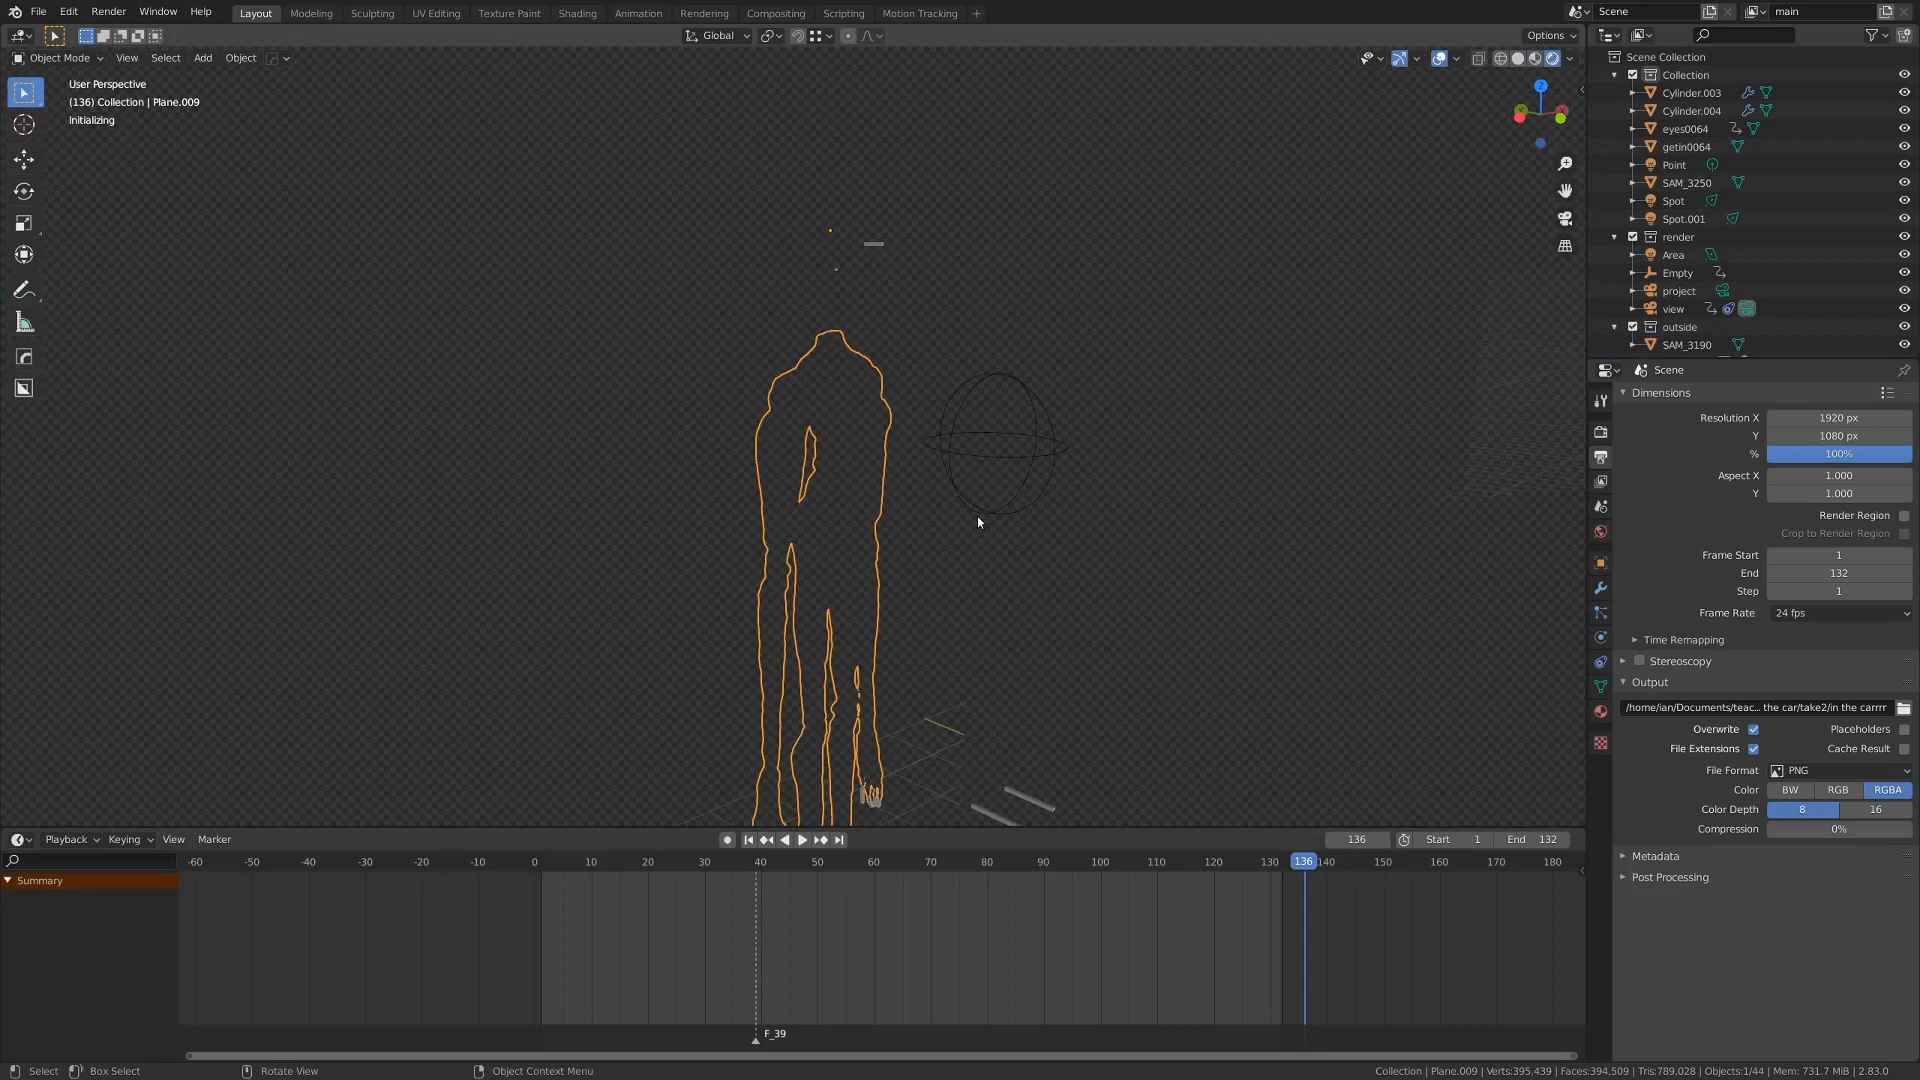 File Edit Render Window Help Layout Modeling Sculpting UV Editing Texture Paint Shading Animation Rendering Compositing Scripting Motion Tracking + Scene main
Global Options
Object Mode View Select Add Object
User Perspective
(136) Collection | Plane.009
Initializing
Scene Collection
Collection
Cylinder.003
Cylinder.004
eyes0064
getin0064
Point
SAM_3250
Spot
Spot.001
render
Area
Empty
project
view
outside
SAM_3190
Scene
Dimensions
Resolution X 1920 px
Y 1080 px
% 100%
Aspect X 1.000
Y 1.000
Render Region
Crop to Render Region
Frame Start 1
End 132
Step 1
Frame Rate 24 fps
Time Remapping
Stereoscopy
Output
/home/ian/Documents/teac... the car/take2/in the carrrr
Overwrite Placeholders
File Extensions Cache Result
File Format PNG
Color BW RGB RGBA
Color Depth 8 16
Compression 0%
Metadata
Post Processing
Playback Keying View Marker 136 Start 1 End 132
-60 -50 -40 -30 -20 -10 0 10 20 30 40 50 60 70 80 90 100 110 120 130 136 140 150 160 170 180
Summary
F_39
Select Box Select Rotate View Object Context Menu Collection | Plane.009 | Verts:395,439 | Faces:394,509 | Tris:789,028 | Objects:1/44 | Mem: 731.7 MiB | 2.83.0